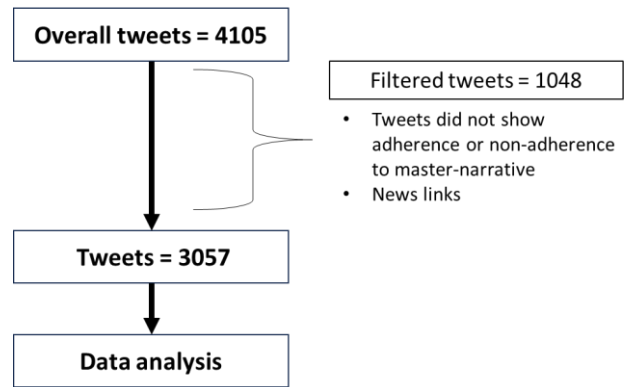 Overall tweets = 4105
Filtered tweets = 1048
• Tweets did not show
adherence or non-adherence
to master-narrative
• News links
Tweets = 3057
Data analysis